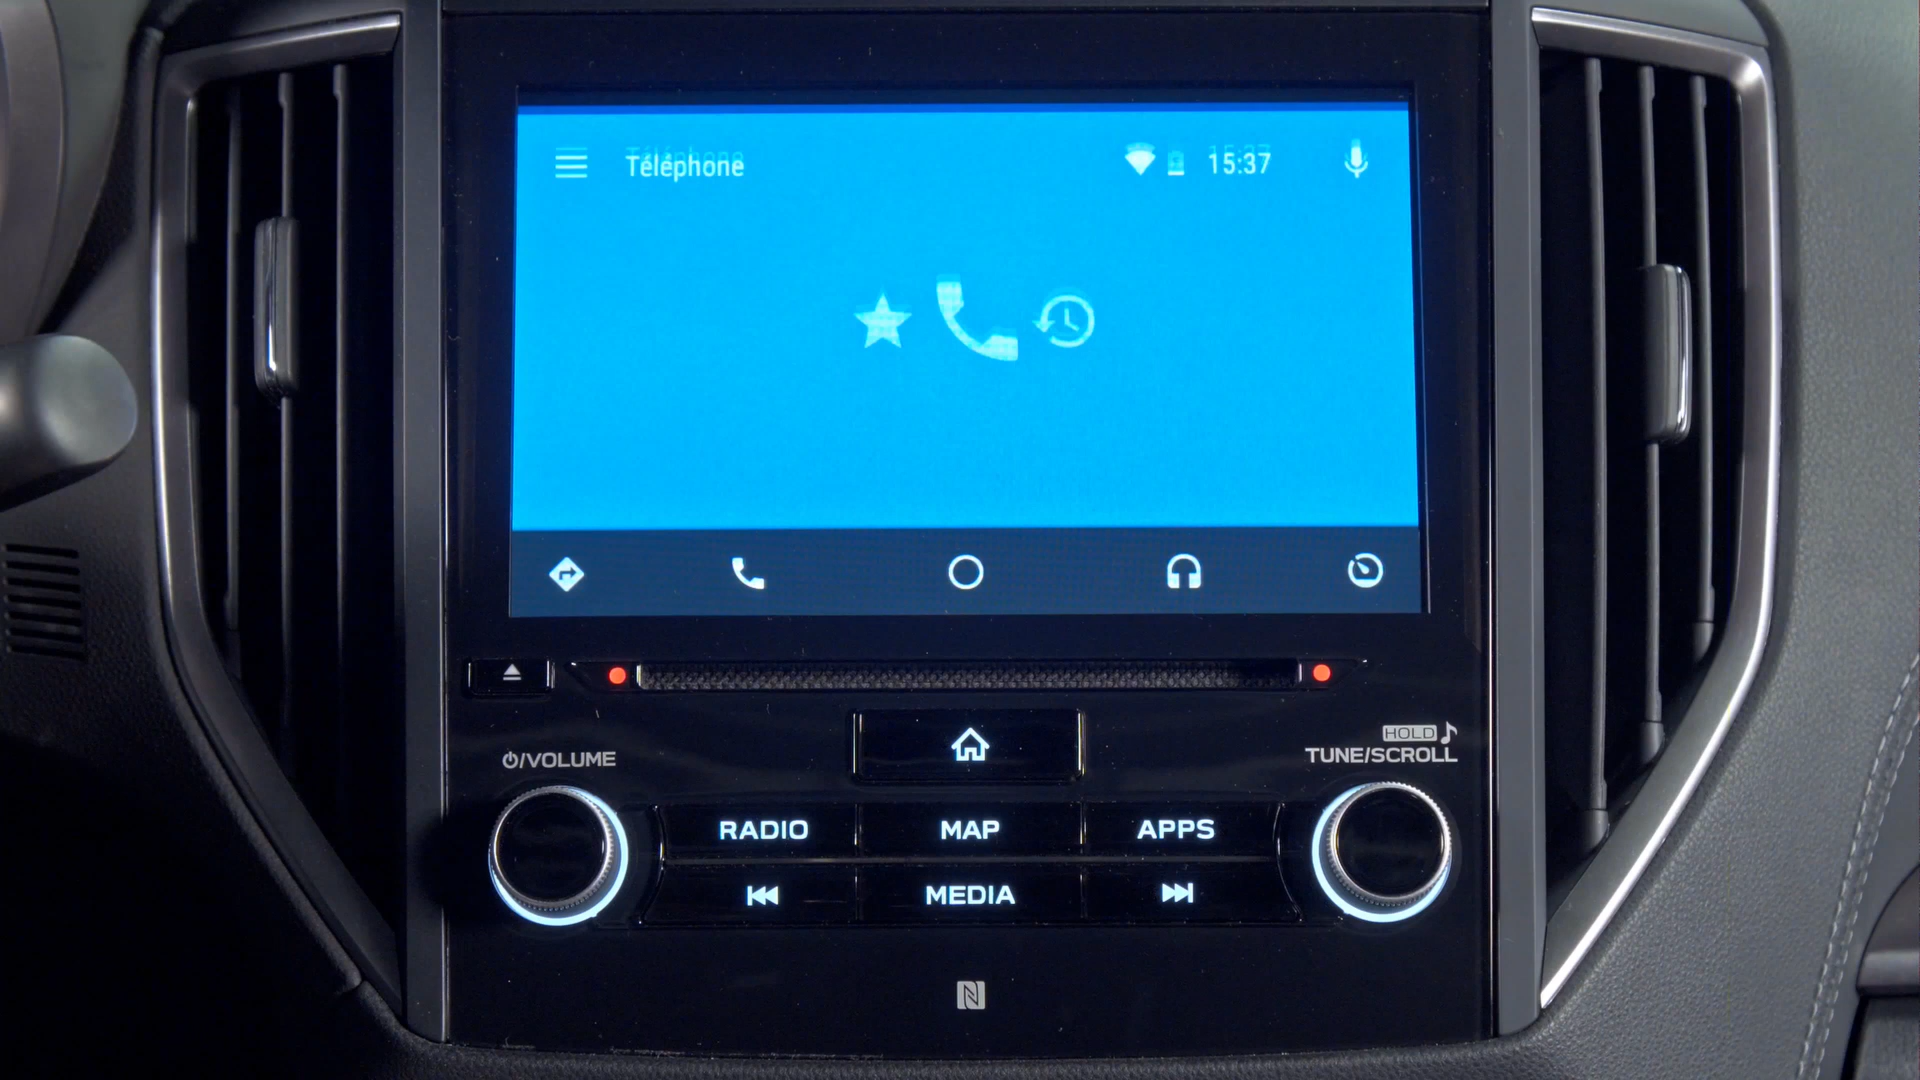 Téléphone
15:37
/VOLUME
HOLD
TUNE/SCROLL
RADIO
MAP
APPS
MEDIA